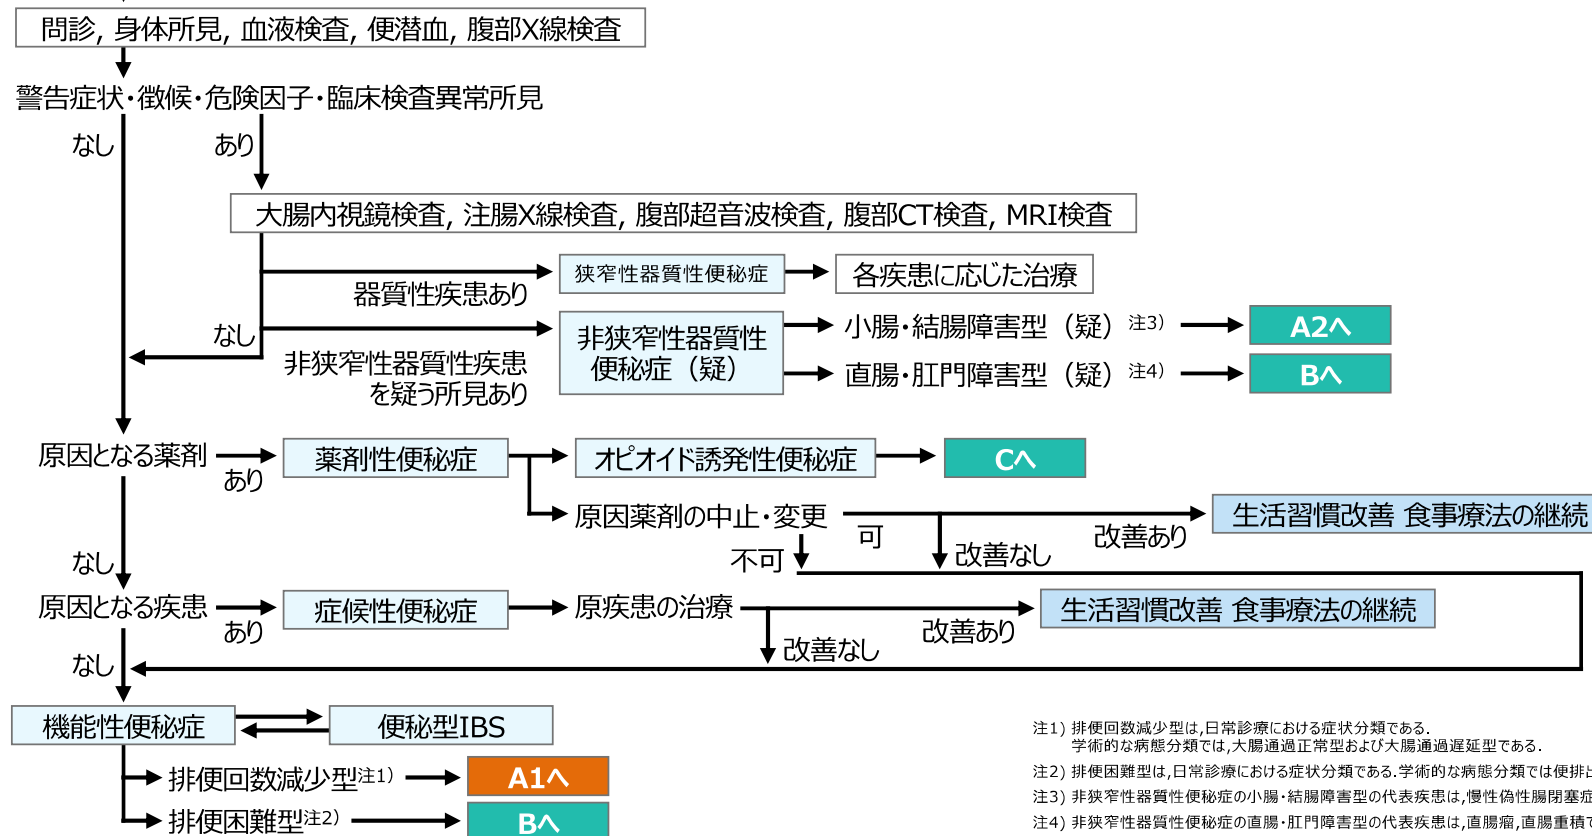 問診, 身体所見, 血液検査, 便潜血, 腹部X線検査
警告症状・徴候・危険因子・臨床検査異常所見
なし
あり
大腸内視鏡検査, 注腸X線検査, 腹部超音波検査, 腹部CT検査, MRI検査
器質性疾患あり
狭窄性器質性便秘症
各疾患に応じた治療
なし
非狭窄性器質性疾患
を疑う所見あり
非狭窄性器質性
便秘症（疑）
小腸・結腸障害型（疑）注3）
A2へ
直腸・肛門障害型（疑）注4）
Bへ
原因となる薬剤
あり
薬剤性便秘症
オピオイド誘発性便秘症
Cへ
原因薬剤の中止・変更
可
改善あり
生活習慣改善 食事療法の継続
不可
改善なし
なし
原因となる疾患
あり
症候性便秘症
原疾患の治療
改善あり
生活習慣改善 食事療法の継続
改善なし
なし
機能性便秘症
便秘型IBS
排便回数減少型注1）
A1へ
排便困難型注2）
Bへ
注1) 排便回数減少型は,日常診療における症状分類である.
学術的な病態分類では,大腸通過正常型および大腸通過遅延型である.
注2) 排便困難型は,日常診療における症状分類である.学術的な病態分類では便排出
注3) 非狭窄性器質性便秘症の小腸・結腸障害型の代表疾患は,慢性偽性腸閉塞症
注4) 非狭窄性器質性便秘症の直腸・肛門障害型の代表疾患は,直腸瘤,直腸重積で